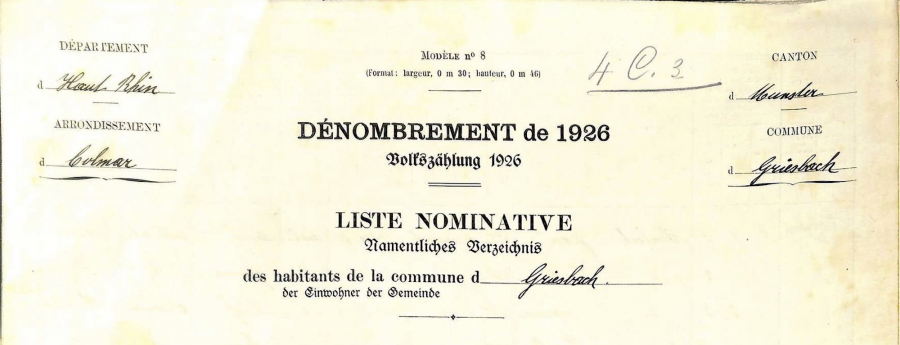 DÉPARTEMENT
d Haut Rhin
ARRONDISSEMENT
d Colmar
MODÈLE nº 8
(Format: largeur, 0 m 30; hauteur, 0 m 46)
4 C. 3
CANTON
d Munster
COMMUNE
d Griesbach
DÉNOMBREMENT de 1926
Volkszählung 1926
LISTE NOMINATIVE
Namentliches Verzeichnis
des habitants de la commune d Griesbach.
der Einwohner der Gemeinde